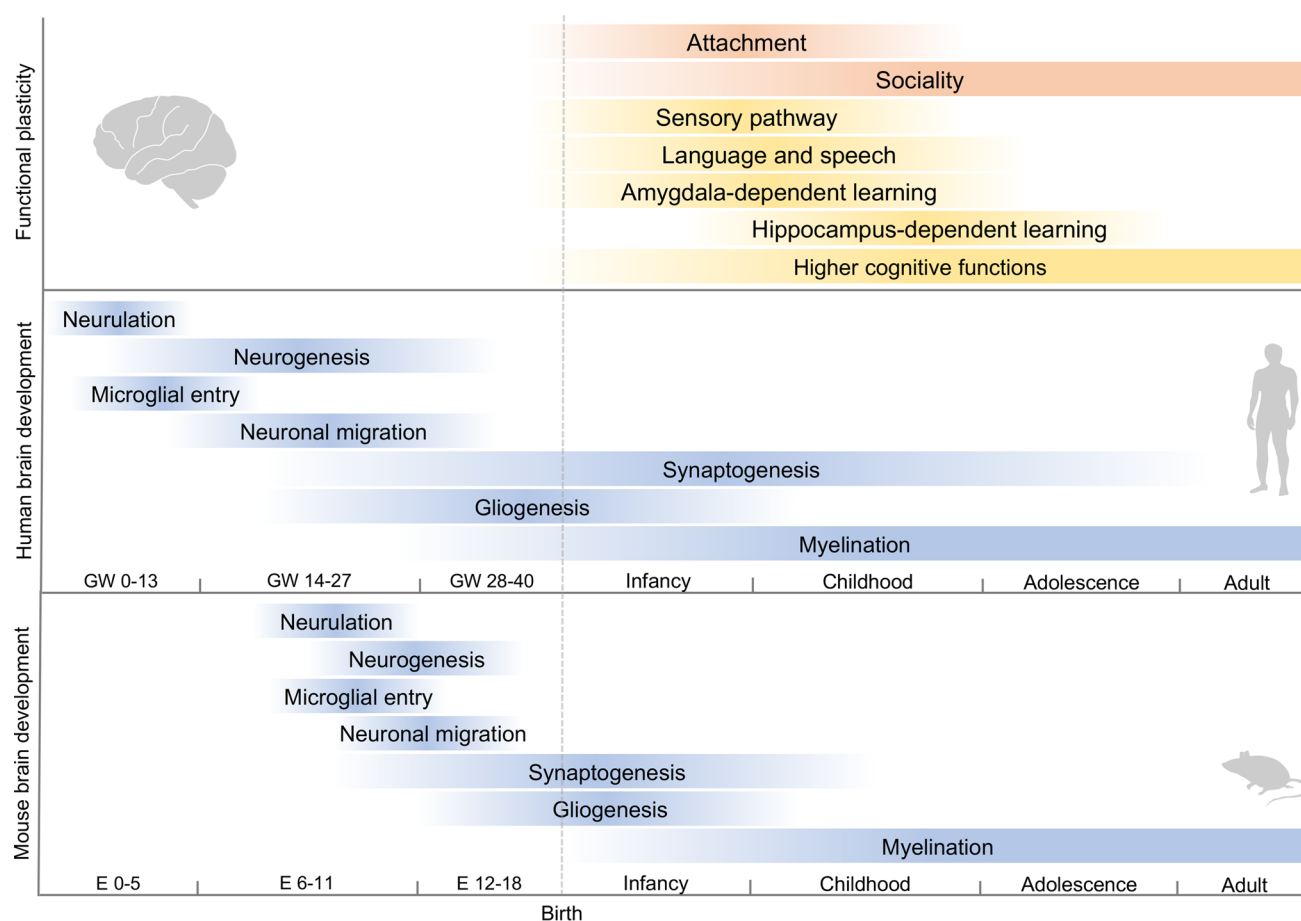 Functional plasticity
Attachment
Sociality
Sensory pathway
Language and speech
Amygdala-dependent learning
Hippocampus-dependent learning
Higher cognitive functions
Human brain development
Neurulation
Neurogenesis
Microglial entry
Neuronal migration
Synaptogenesis
Gliogenesis
Myelination
GW 0-13 GW 14-27 GW 28-40 Infancy Childhood Adolescence Adult
Mouse brain development
Neurulation
Neurogenesis
Microglial entry
Neuronal migration
Synaptogenesis
Gliogenesis
Myelination
E 0-5 E 6-11 E 12-18 Infancy Childhood Adolescence Adult
Birth